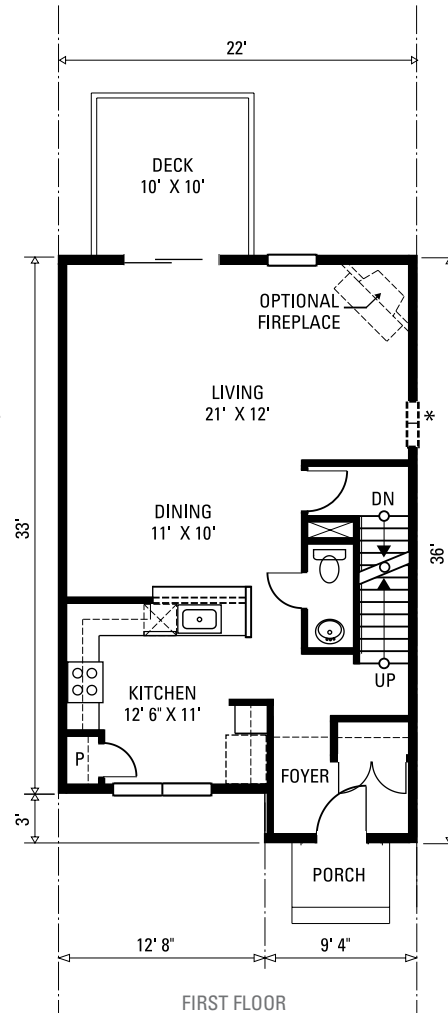 22'
DECK
10' X 10'
OPTIONAL
FIREPLACE
LIVING
21' X 12'
*
DINING
11' X 10'
DN
33'
36'
UP
KITCHEN
12' 6" X 11'
P
FOYER
3'
PORCH
12' 8"
9' 4"
FIRST FLOOR